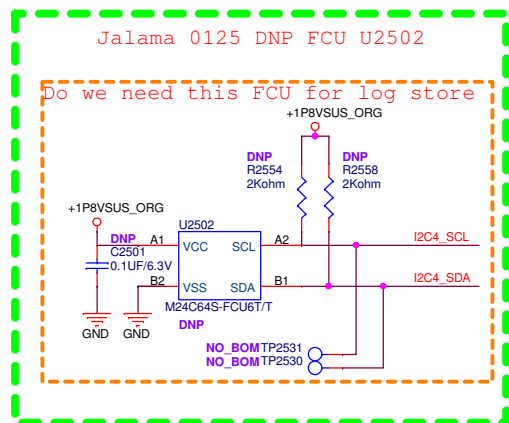 Jalama 0125 DNP FCU U2502
Do we need this FCU for log store
+1P8VSUS_ORG
DNP
R2554
2Kohm
DNP
R2558
2Kohm
+1P8VSUS_ORG
DNP
C2501
0.1UF/6.3V
U2502
A1 VCC SCL A2
I2C4_SCL
B2 VSS SDA B1
I2C4_SDA
M24C64S-FCU6T/T
DNP
GND GND
NO_BOM TP2531
NO_BOM TP2530